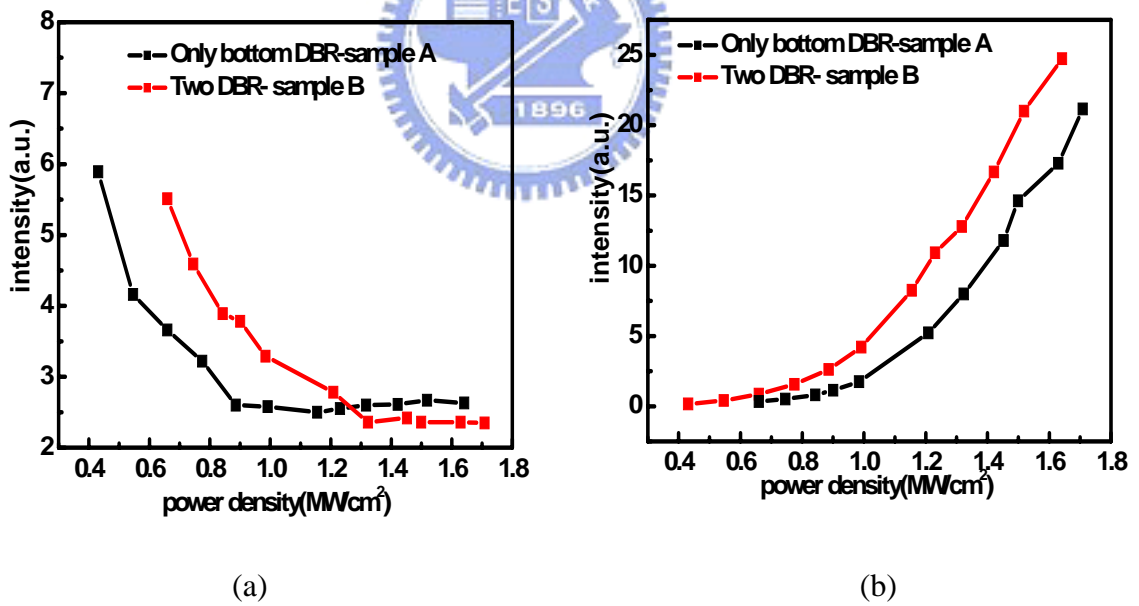 8
7
6
5
4
3
2
intensity(a.u.)
Only bottom DBR-sample A
Two DBR- sample B
0.4 0.6 0.8 1.0 1.2 1.4 1.6 1.8
power density(MW/cm²)
(a)
ES
1896
25
20
15
10
5
0
intensity(a.u.)
Only bottom DBR-sample A
Two DBR- sample B
0.4 0.6 0.8 1.0 1.2 1.4 1.6 1.8
power density(MW/cm²)
(b)